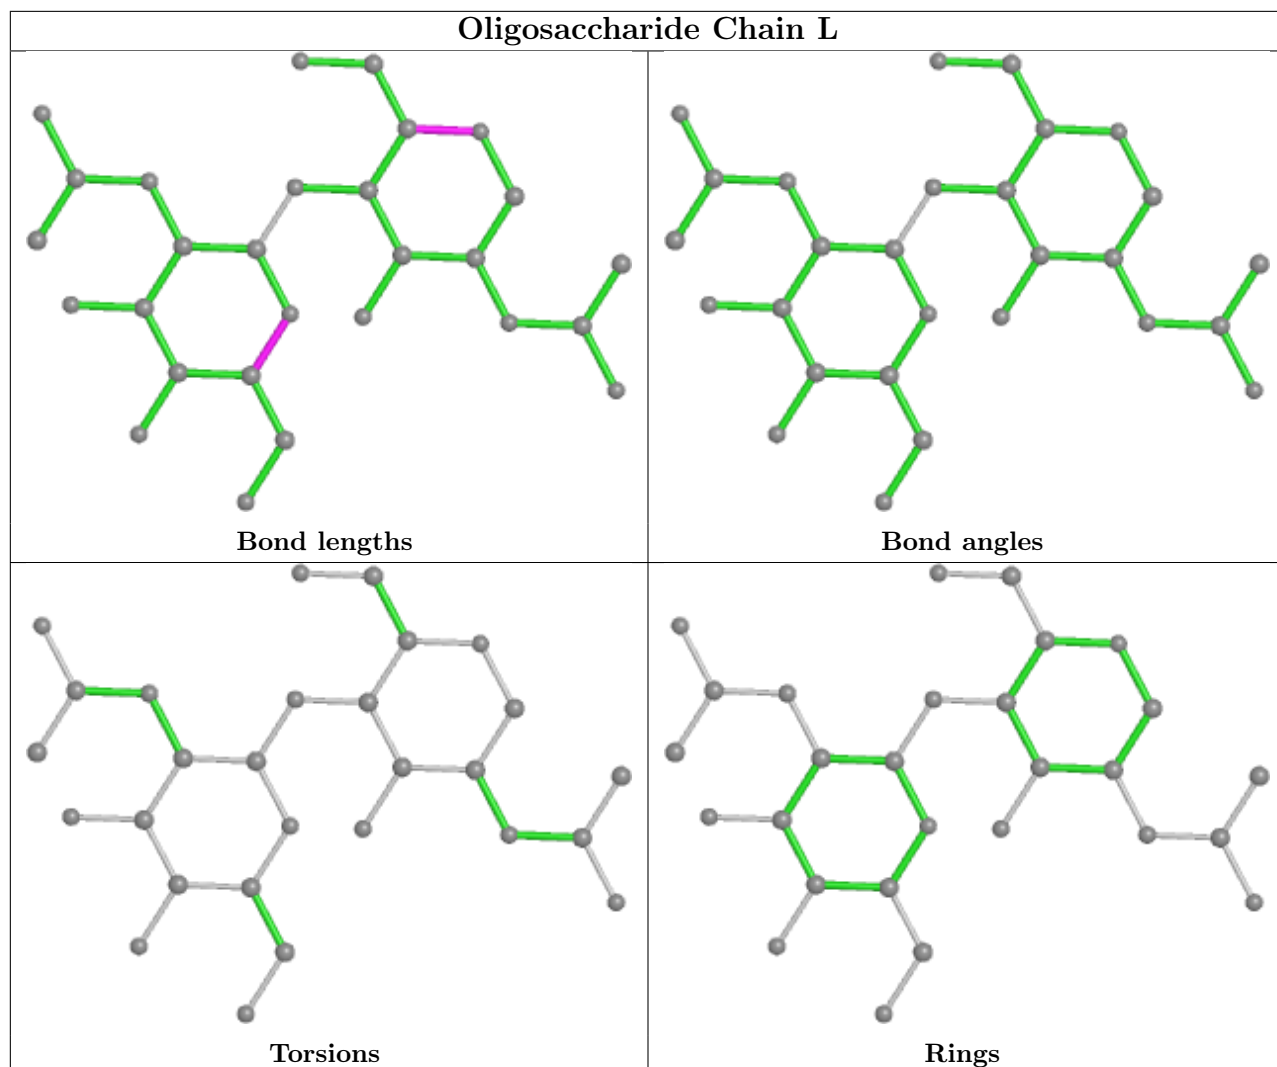 Oligosaccharide Chain L
Bond lengths
Bond angles
Torsions
Rings